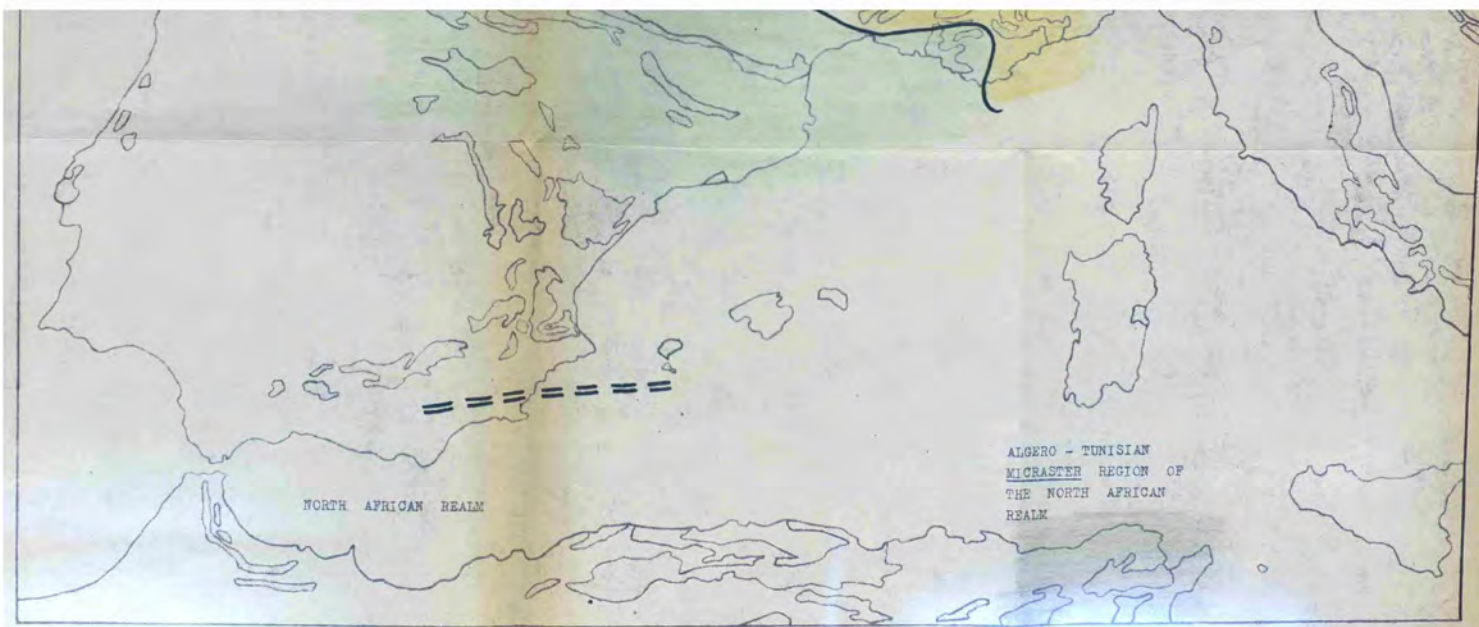 NORTH AFRICAN REALM
ALGERO - TUNISIAN
MICRASTER REGION OF
THE NORTH AFRICAN
REALM